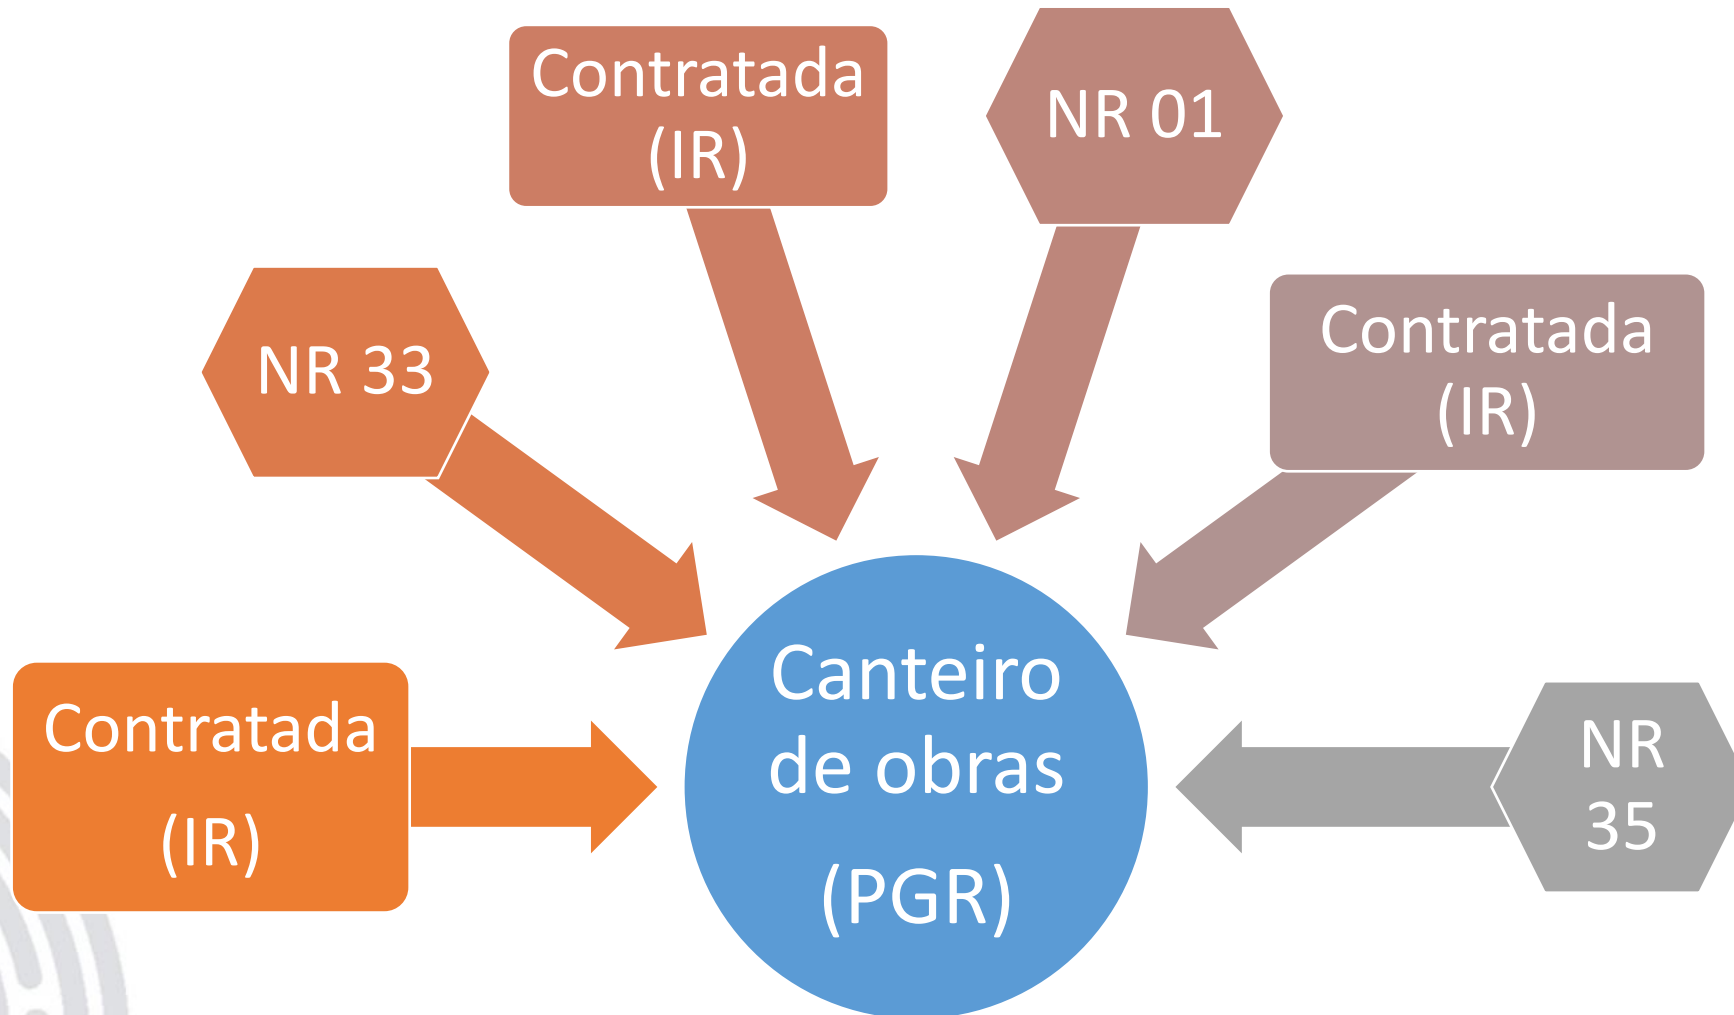 Contratada
(IR)
NR 01
NR 33
Contratada
(IR)
Contratada
(IR)
Canteiro
de obras
(PGR)
NR
35